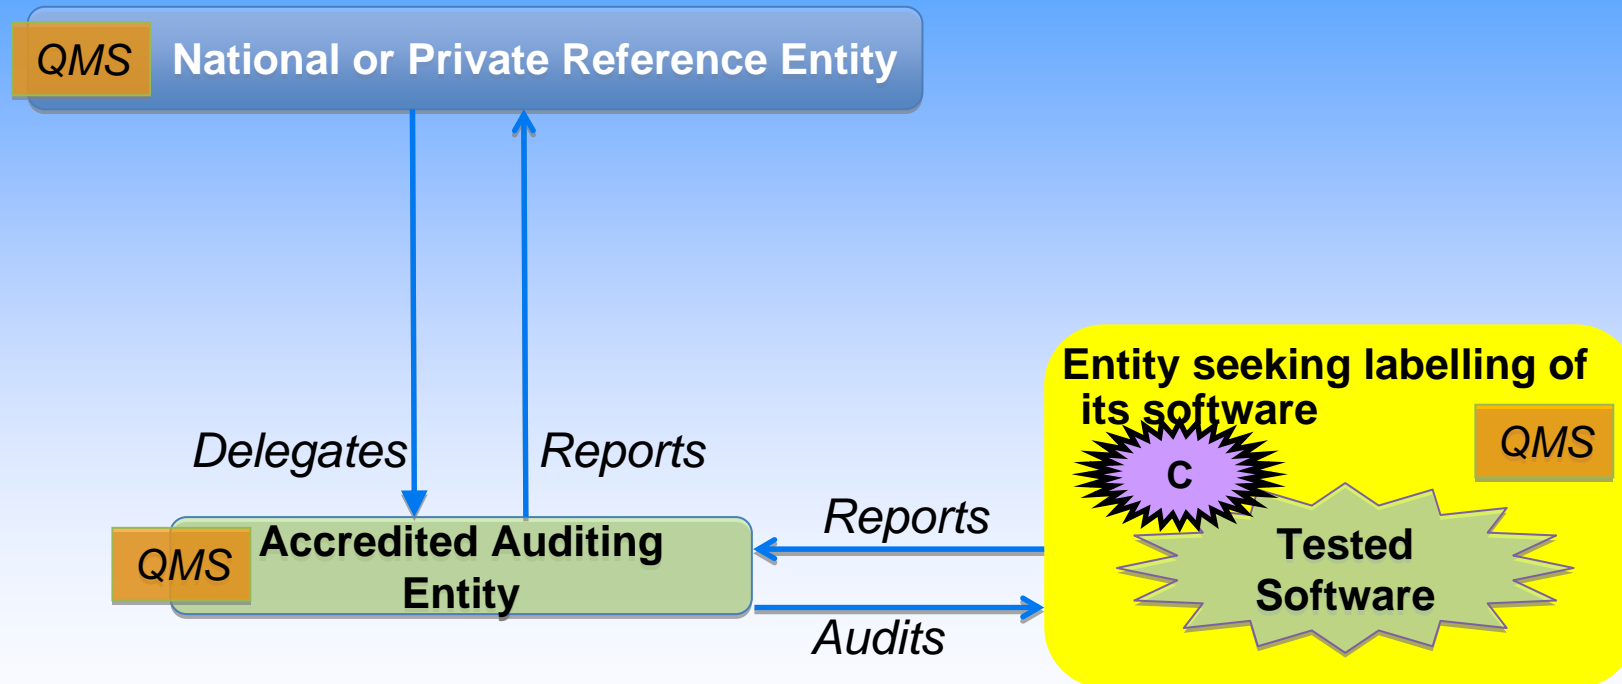 QMS National or Private Reference Entity
Delegates
Reports
QMS
Accredited Auditing
Entity
Reports
Audits
Entity seeking labelling of
its software
QMS
C
Tested
Software